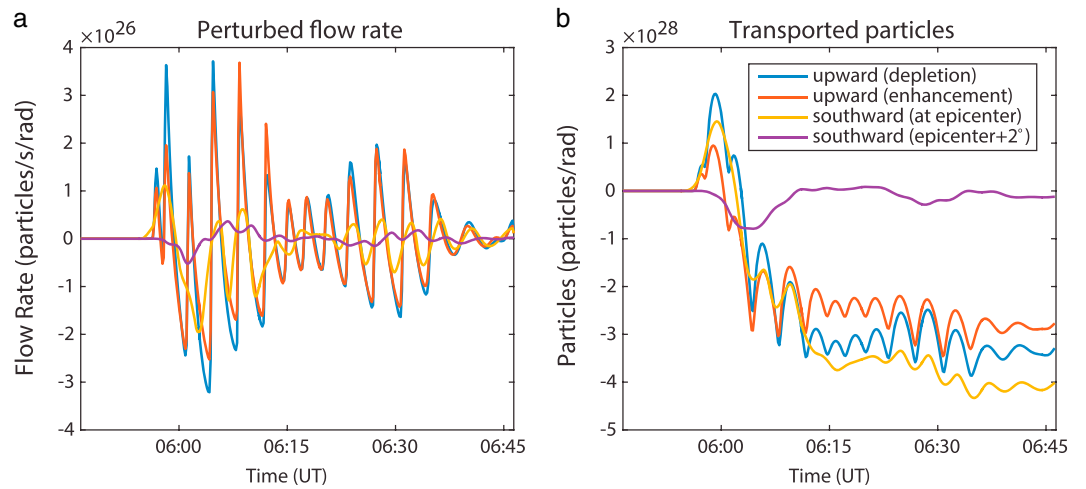 a
Perturbed flow rate
×10^26
Flow Rate (particles/s/rad)
4
3
2
1
0
-1
-2
-3
-4
06:00
06:15
06:30
06:45
Time (UT)
b
Transported particles
×10^28
Particles (particles/rad)
3
2
1
0
-1
-2
-3
-4
-5
upward (depletion)
upward (enhancement)
southward (at epicenter)
southward (epicenter+2°)
06:00
06:15
06:30
06:45
Time (UT)